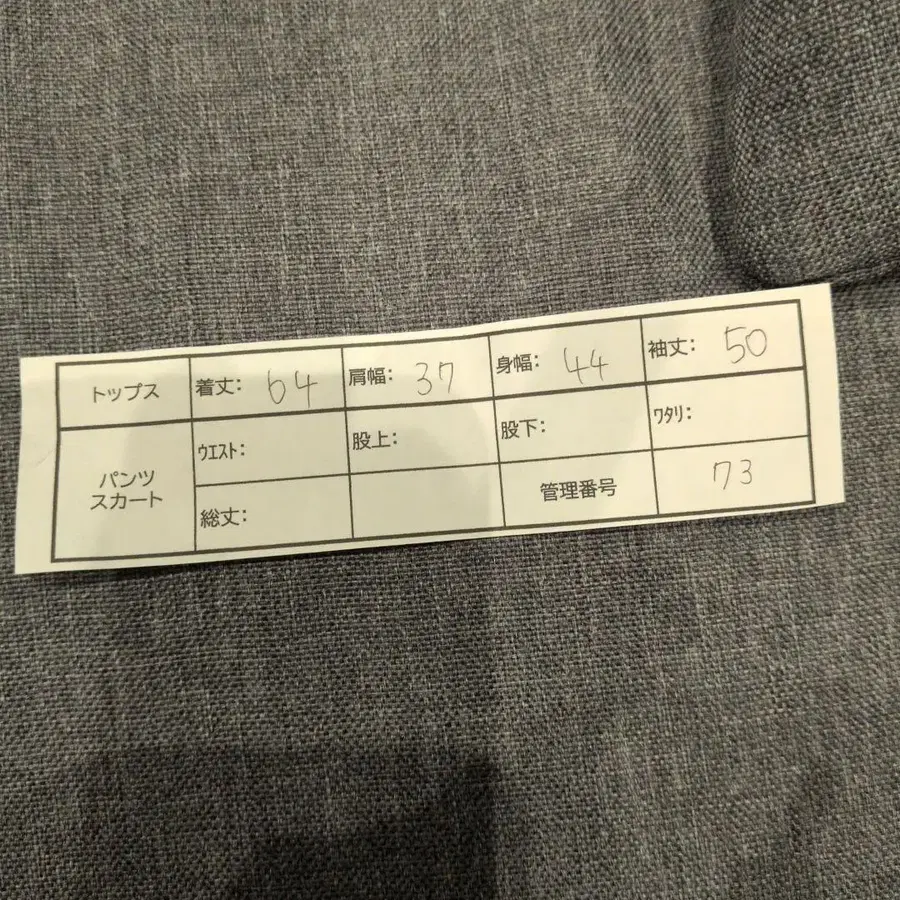 トップス 着丈: 64 肩幅: 37 身幅: 44 袖丈: 50
パンツ
スカート
ウエスト: 股上: 股下: ワタリ:
総丈: 管理番号 73